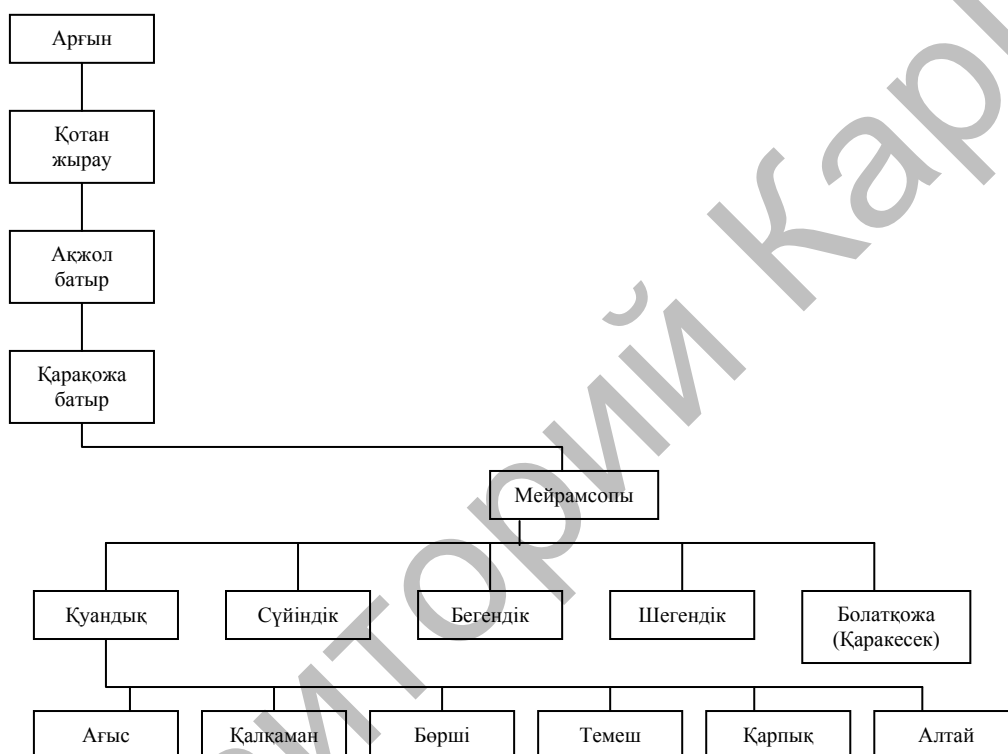 Арғын
Қотан
жырау
Ақжол
батыр
Қарақожа
батыр
Мейрамсопы
Қуандық
Сүйіндік
Бегендік
Шегендік
Болатқожа
(Қаракесек)
Ағыс
Қалқаман
Бөрші
Темеш
Қарпық
Алтай